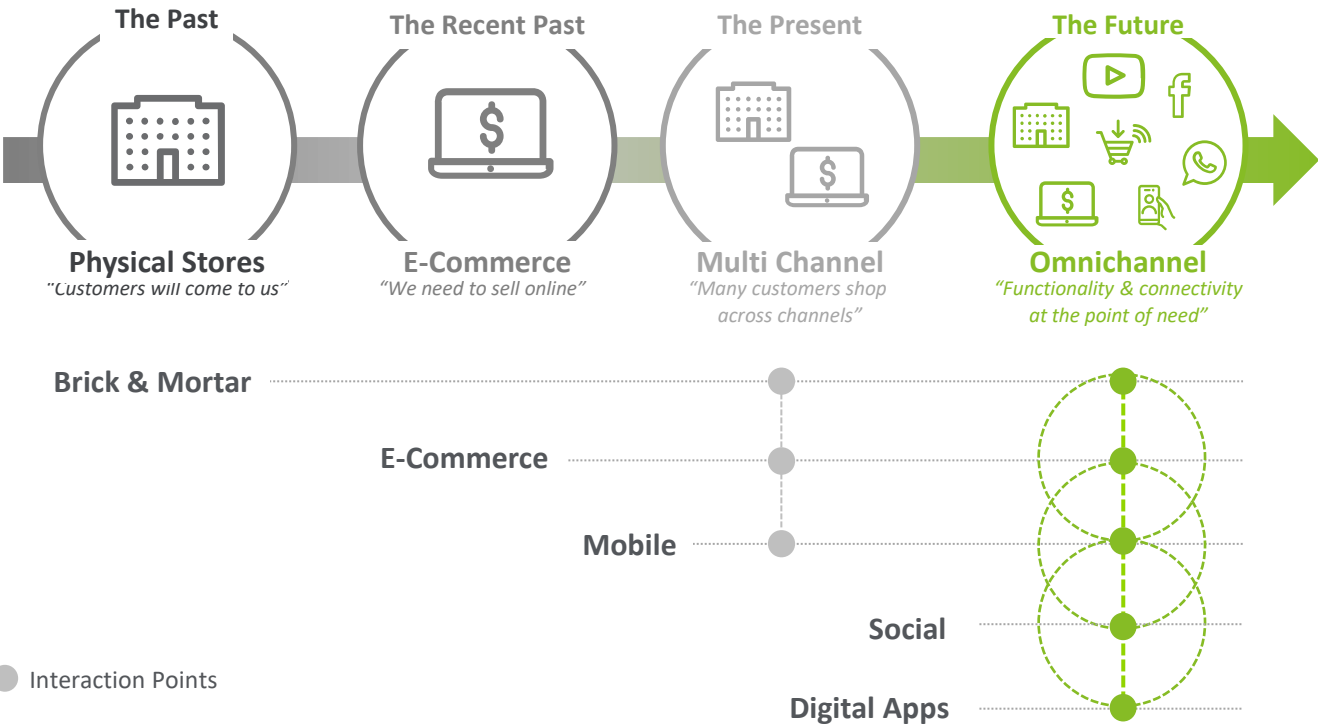 The Past
The Recent Past
The Present
The Future
Physical Stores
"Customers will come to us"
E-Commerce
"We need to sell online"
Multi Channel
"Many customers shop
across channels"
Omnichannel
"Functionality & connectivity
at the point of need"
Brick & Mortar
E-Commerce
Mobile
Social
Digital Apps
Interaction Points